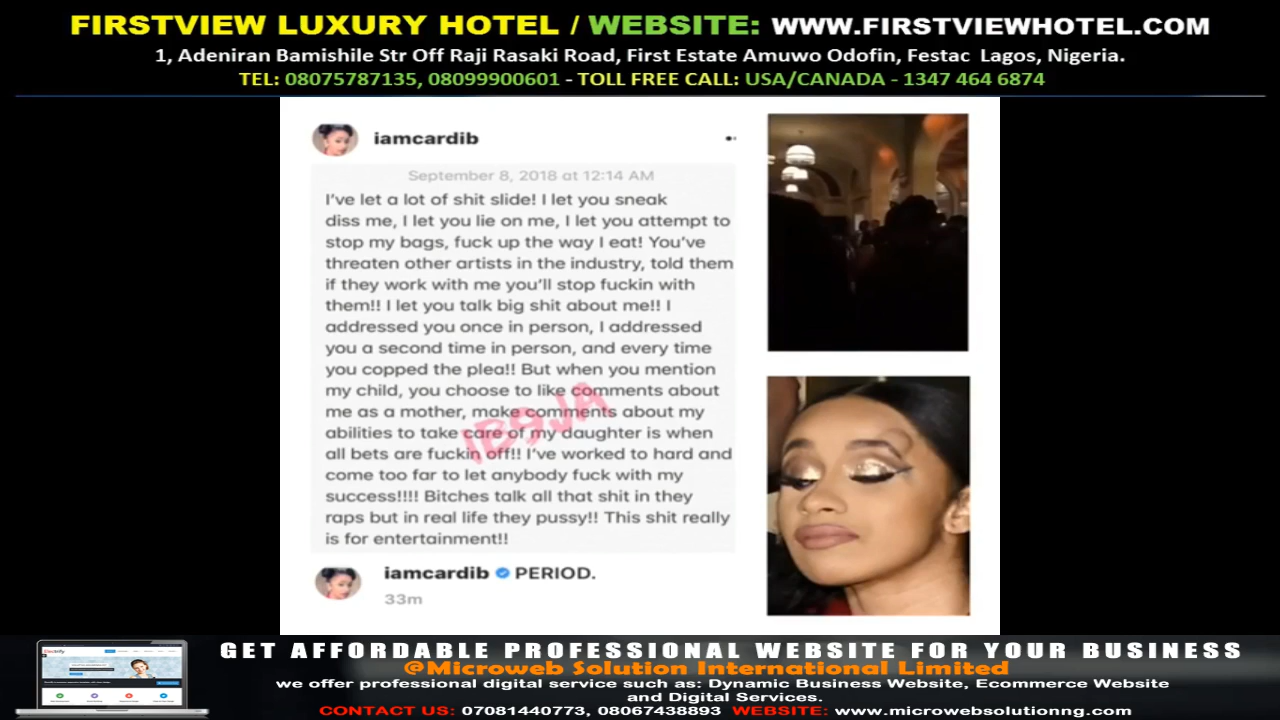 FIRSTVIEW LUXURY HOTEL / WEBSITE: WWW.FIRSTVIEWHOTEL.COM
1, Adeniran Bamishile Str Off Raji Rasaki Road, First Estate Amuwo Odofin, Festac Lagos, Nigeria.
TEL: 08075787135, 08099900601 - TOLL FREE CALL: USA/CANADA - 1347 464 6874
iamcardib
September 8, 2018 at 12:14 AM
I've let a lot of shit slide! I let you sneak
diss me, I let you lie on me, I let you attempt to
stop my bags, fuck up the way I eat! You've
threaten other artists in the industry, told them
if they work with me you'll stop fuckin with
them!! I let you talk big shit about me!! I
addressed you once in person, I addressed
you a second time in person, and every time
you copped the plea!! But when you mention
my child, you choose to like comments about
me as a mother, make comments about my
abilities to take care of my daughter is when
all bets are fuckin off!! I've worked to hard and
come too far to let anybody fuck with my
success!!!! Bitches talk all that shit in they
raps but in real life they pussy!! This shit really
is for entertainment!!
IB9JA
iamcardib PERIOD.
33m
GET AFFORDABLE PROFESSIONAL WEBSITE FOR YOUR BUSINESS
@Microweb Solution International Limited
we offer professional digital service such as: Dynamic Business Website, Ecommerce Website
and Digital Services.
CONTACT US: 07081440773, 08067438893 WEBSITE: www.microwebsolutionng.com